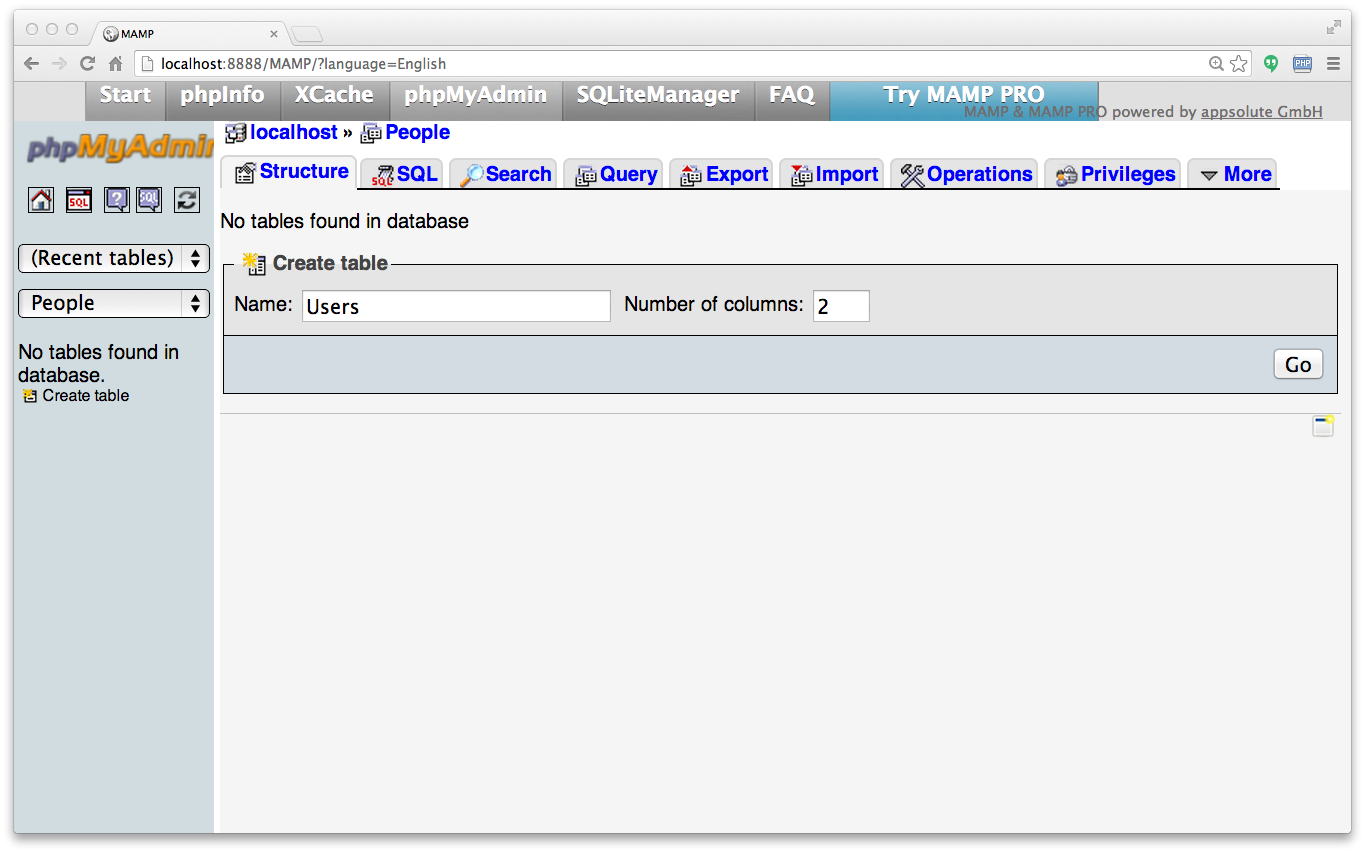 MAMP
localhost:8888/MAMP/?language=English
PHP
Start phpInfo XCache phpMyAdmin SQLiteManager FAQ Try MAMP PRO
MAMP & MAMP PRO powered by appsolute GmbH
phpMyAdmin
localhost » People
Structure SQL Search Query Export Import Operations Privileges More
SQL ? SQL
No tables found in database
(Recent tables)
Create table
People
Name: Users Number of columns: 2
No tables found in
database.
Create table
Go